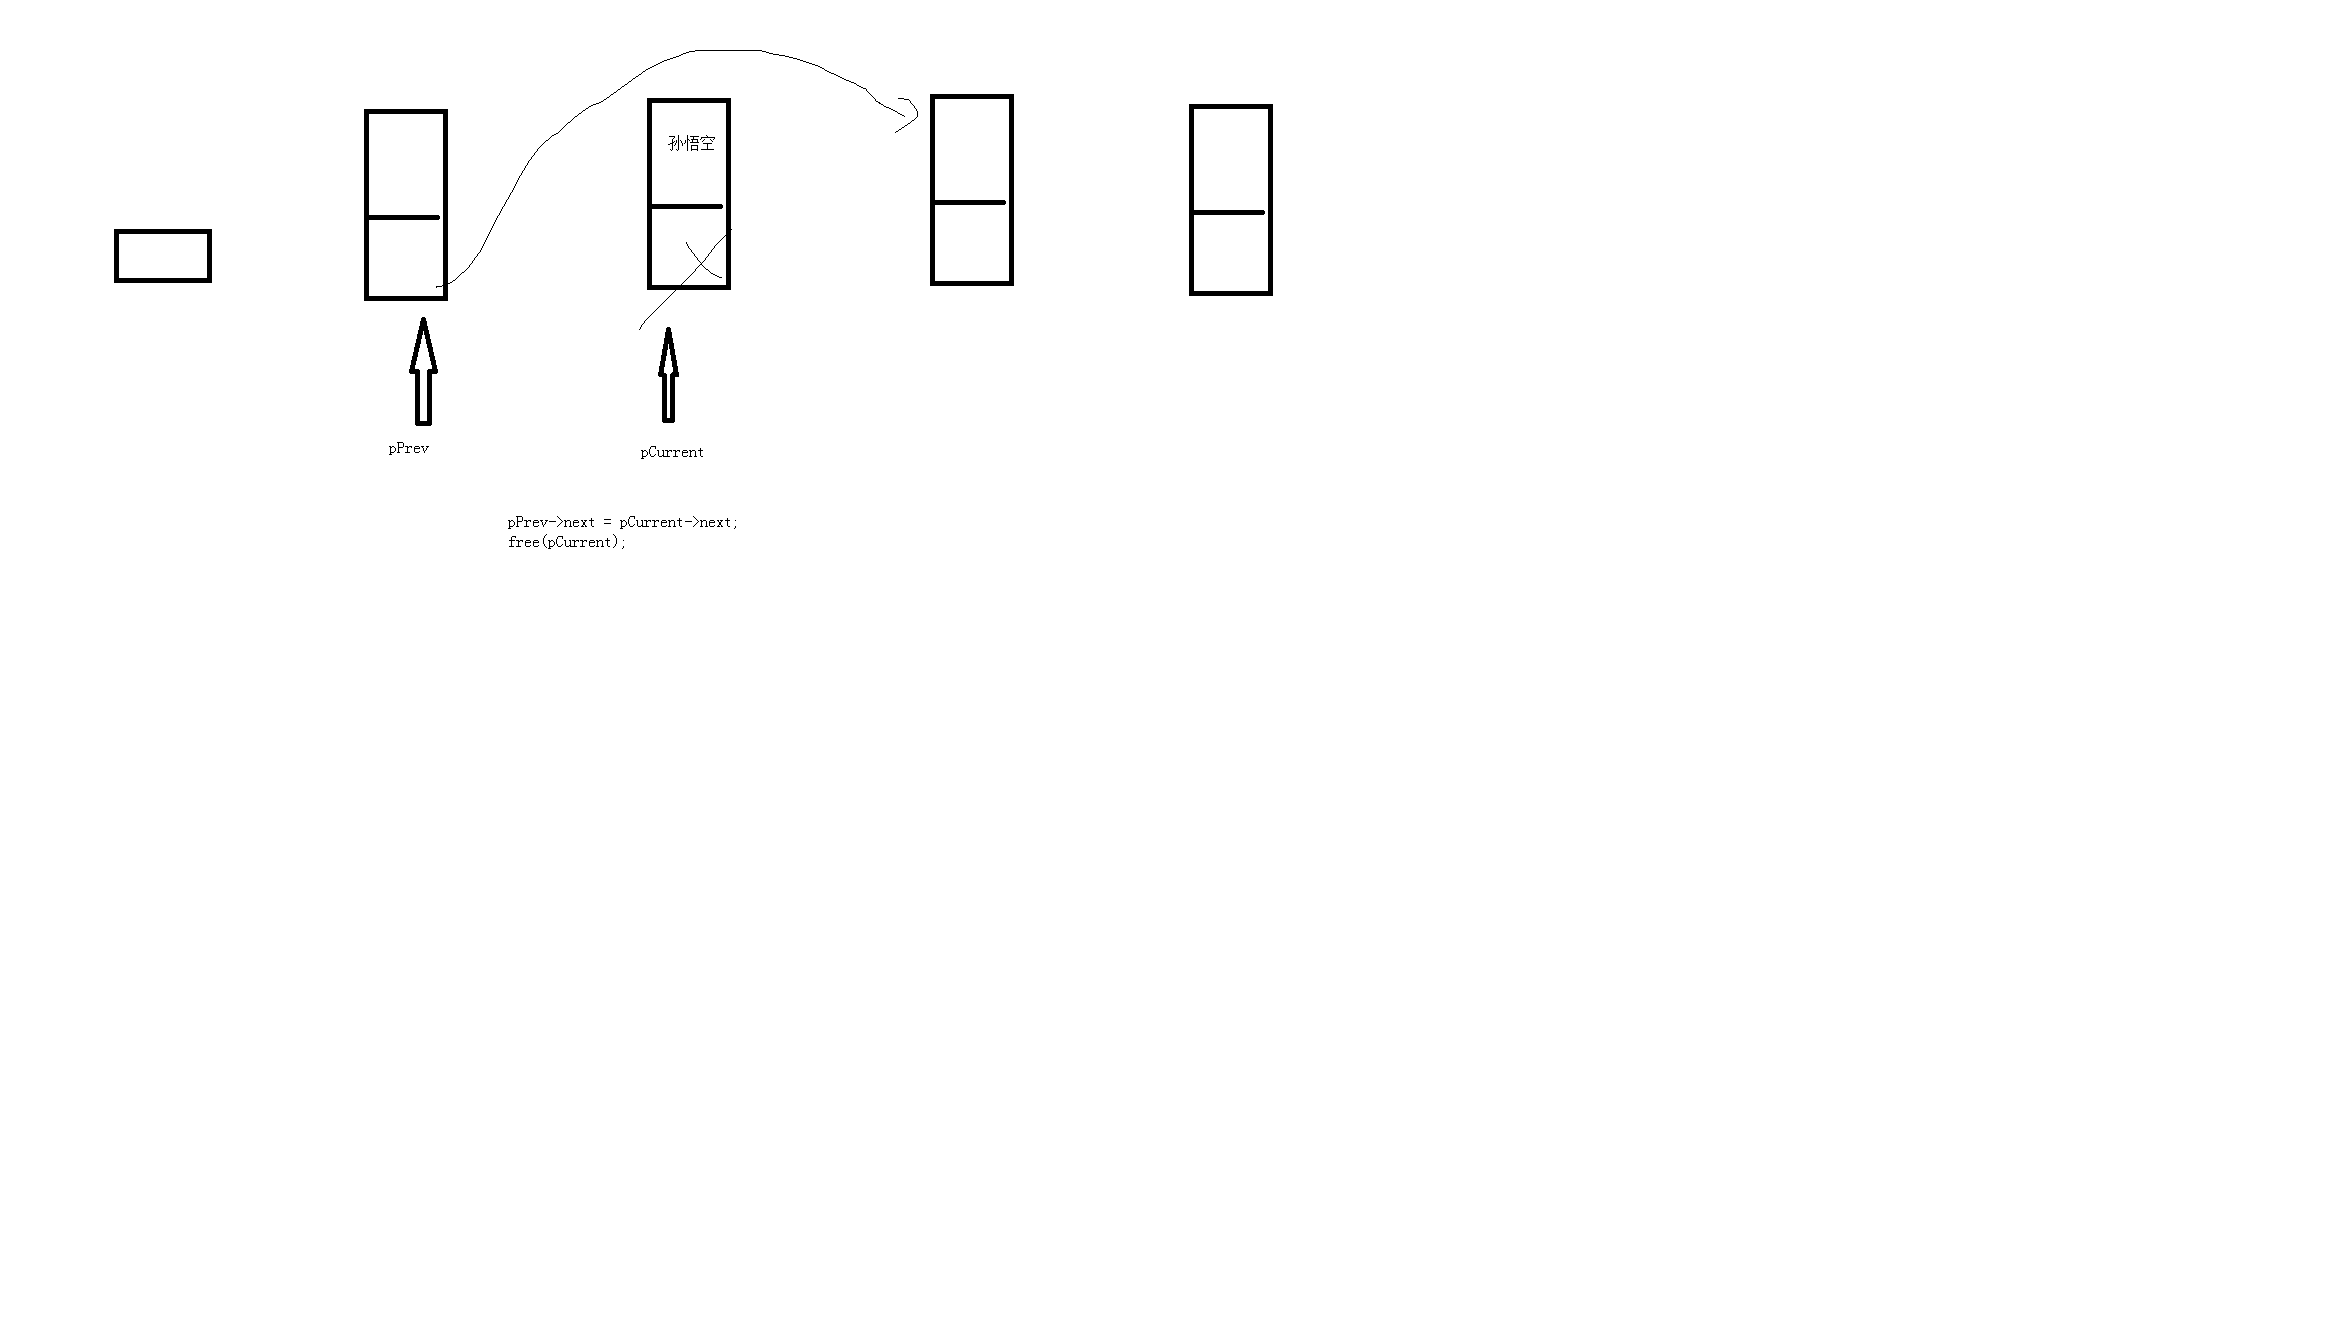 孙悟空
pPrev
pCurrent
pPrev->next = pCurrent->next;
free(pCurrent);